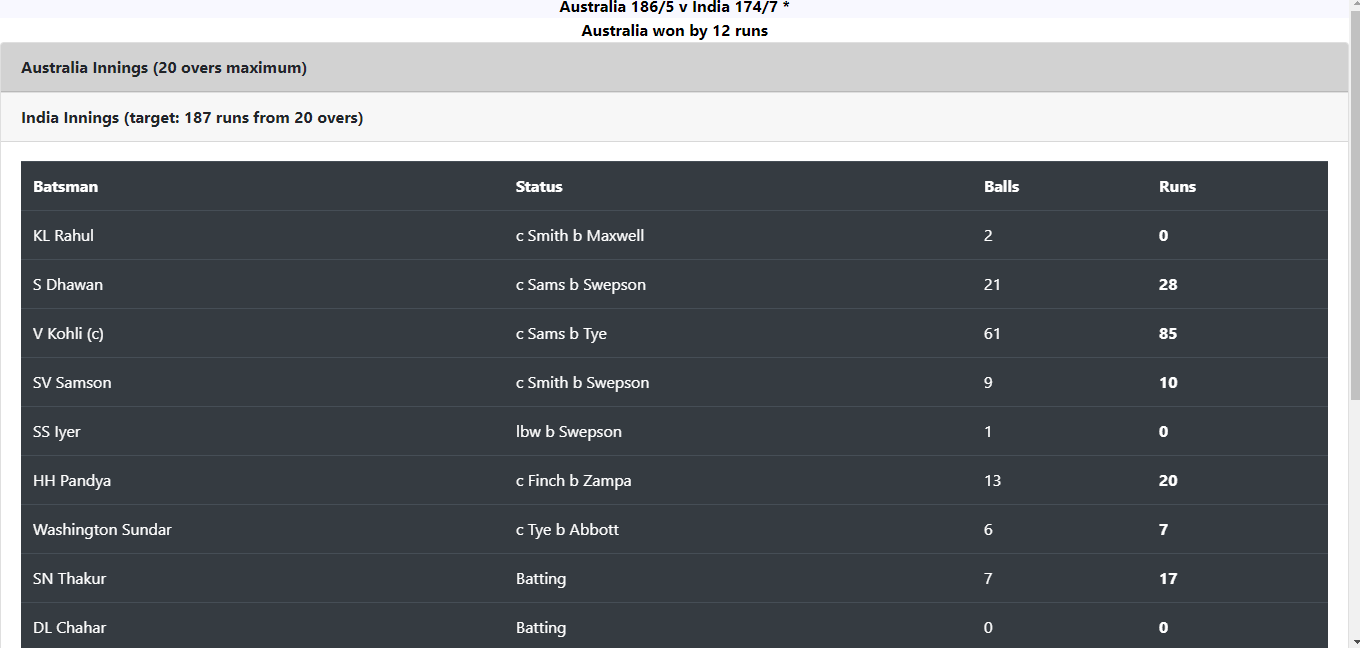 Australia 186/5 v India 174/7 *
Australia won by 12 runs
Australia Innings (20 overs maximum)
India Innings (target: 187 runs from 20 overs)
Batsman Status Balls Runs
KL Rahul c Smith b Maxwell 2 0
S Dhawan c Sams b Swepson 21 28
V Kohli (c) c Sams b Tye 61 85
SV Samson c Smith b Swepson 9 10
SS Iyer lbw b Swepson 1 0
HH Pandya c Finch b Zampa 13 20
Washington Sundar c Tye b Abbott 6 7
SN Thakur Batting 7 17
DL Chahar Batting 0 0